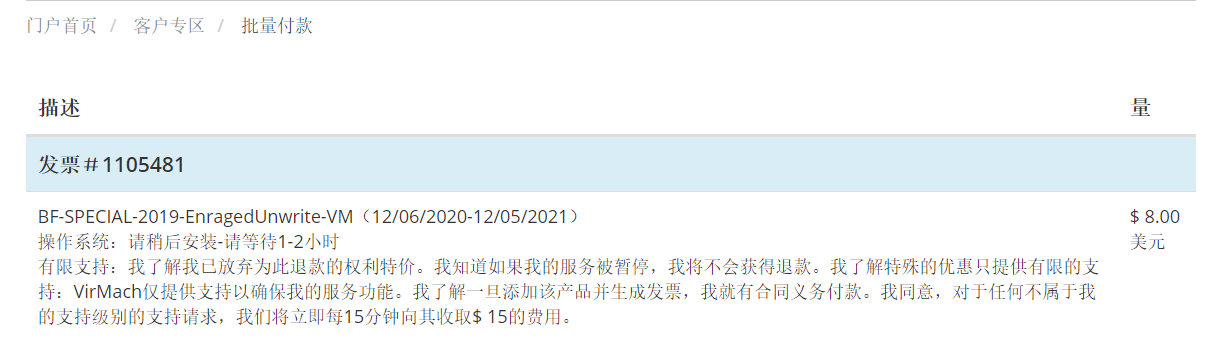 门户首页 / 客户专区 / 批量付款
描述 量
发票＃1105481
BF-SPECIAL-2019-EnragedUnwrite-VM（12/06/2020-12/05/2021） $ 8.00
操作系统：请稍后安装-请等待1-2小时 美元
有限支持：我了解我已放弃为此退款的权利特价。我知道如果我的服务被暂停，我将不会获得退款。我了解特殊的优惠只提供有限的支
持：VirMach仅提供支持以确保我的服务功能。我了解一旦添加该产品并生成发票，我就有合同义务付款。我同意，对于任何不属于我
的支持级别的支持请求，我们将立即每15分钟向其收取$ 15的费用。